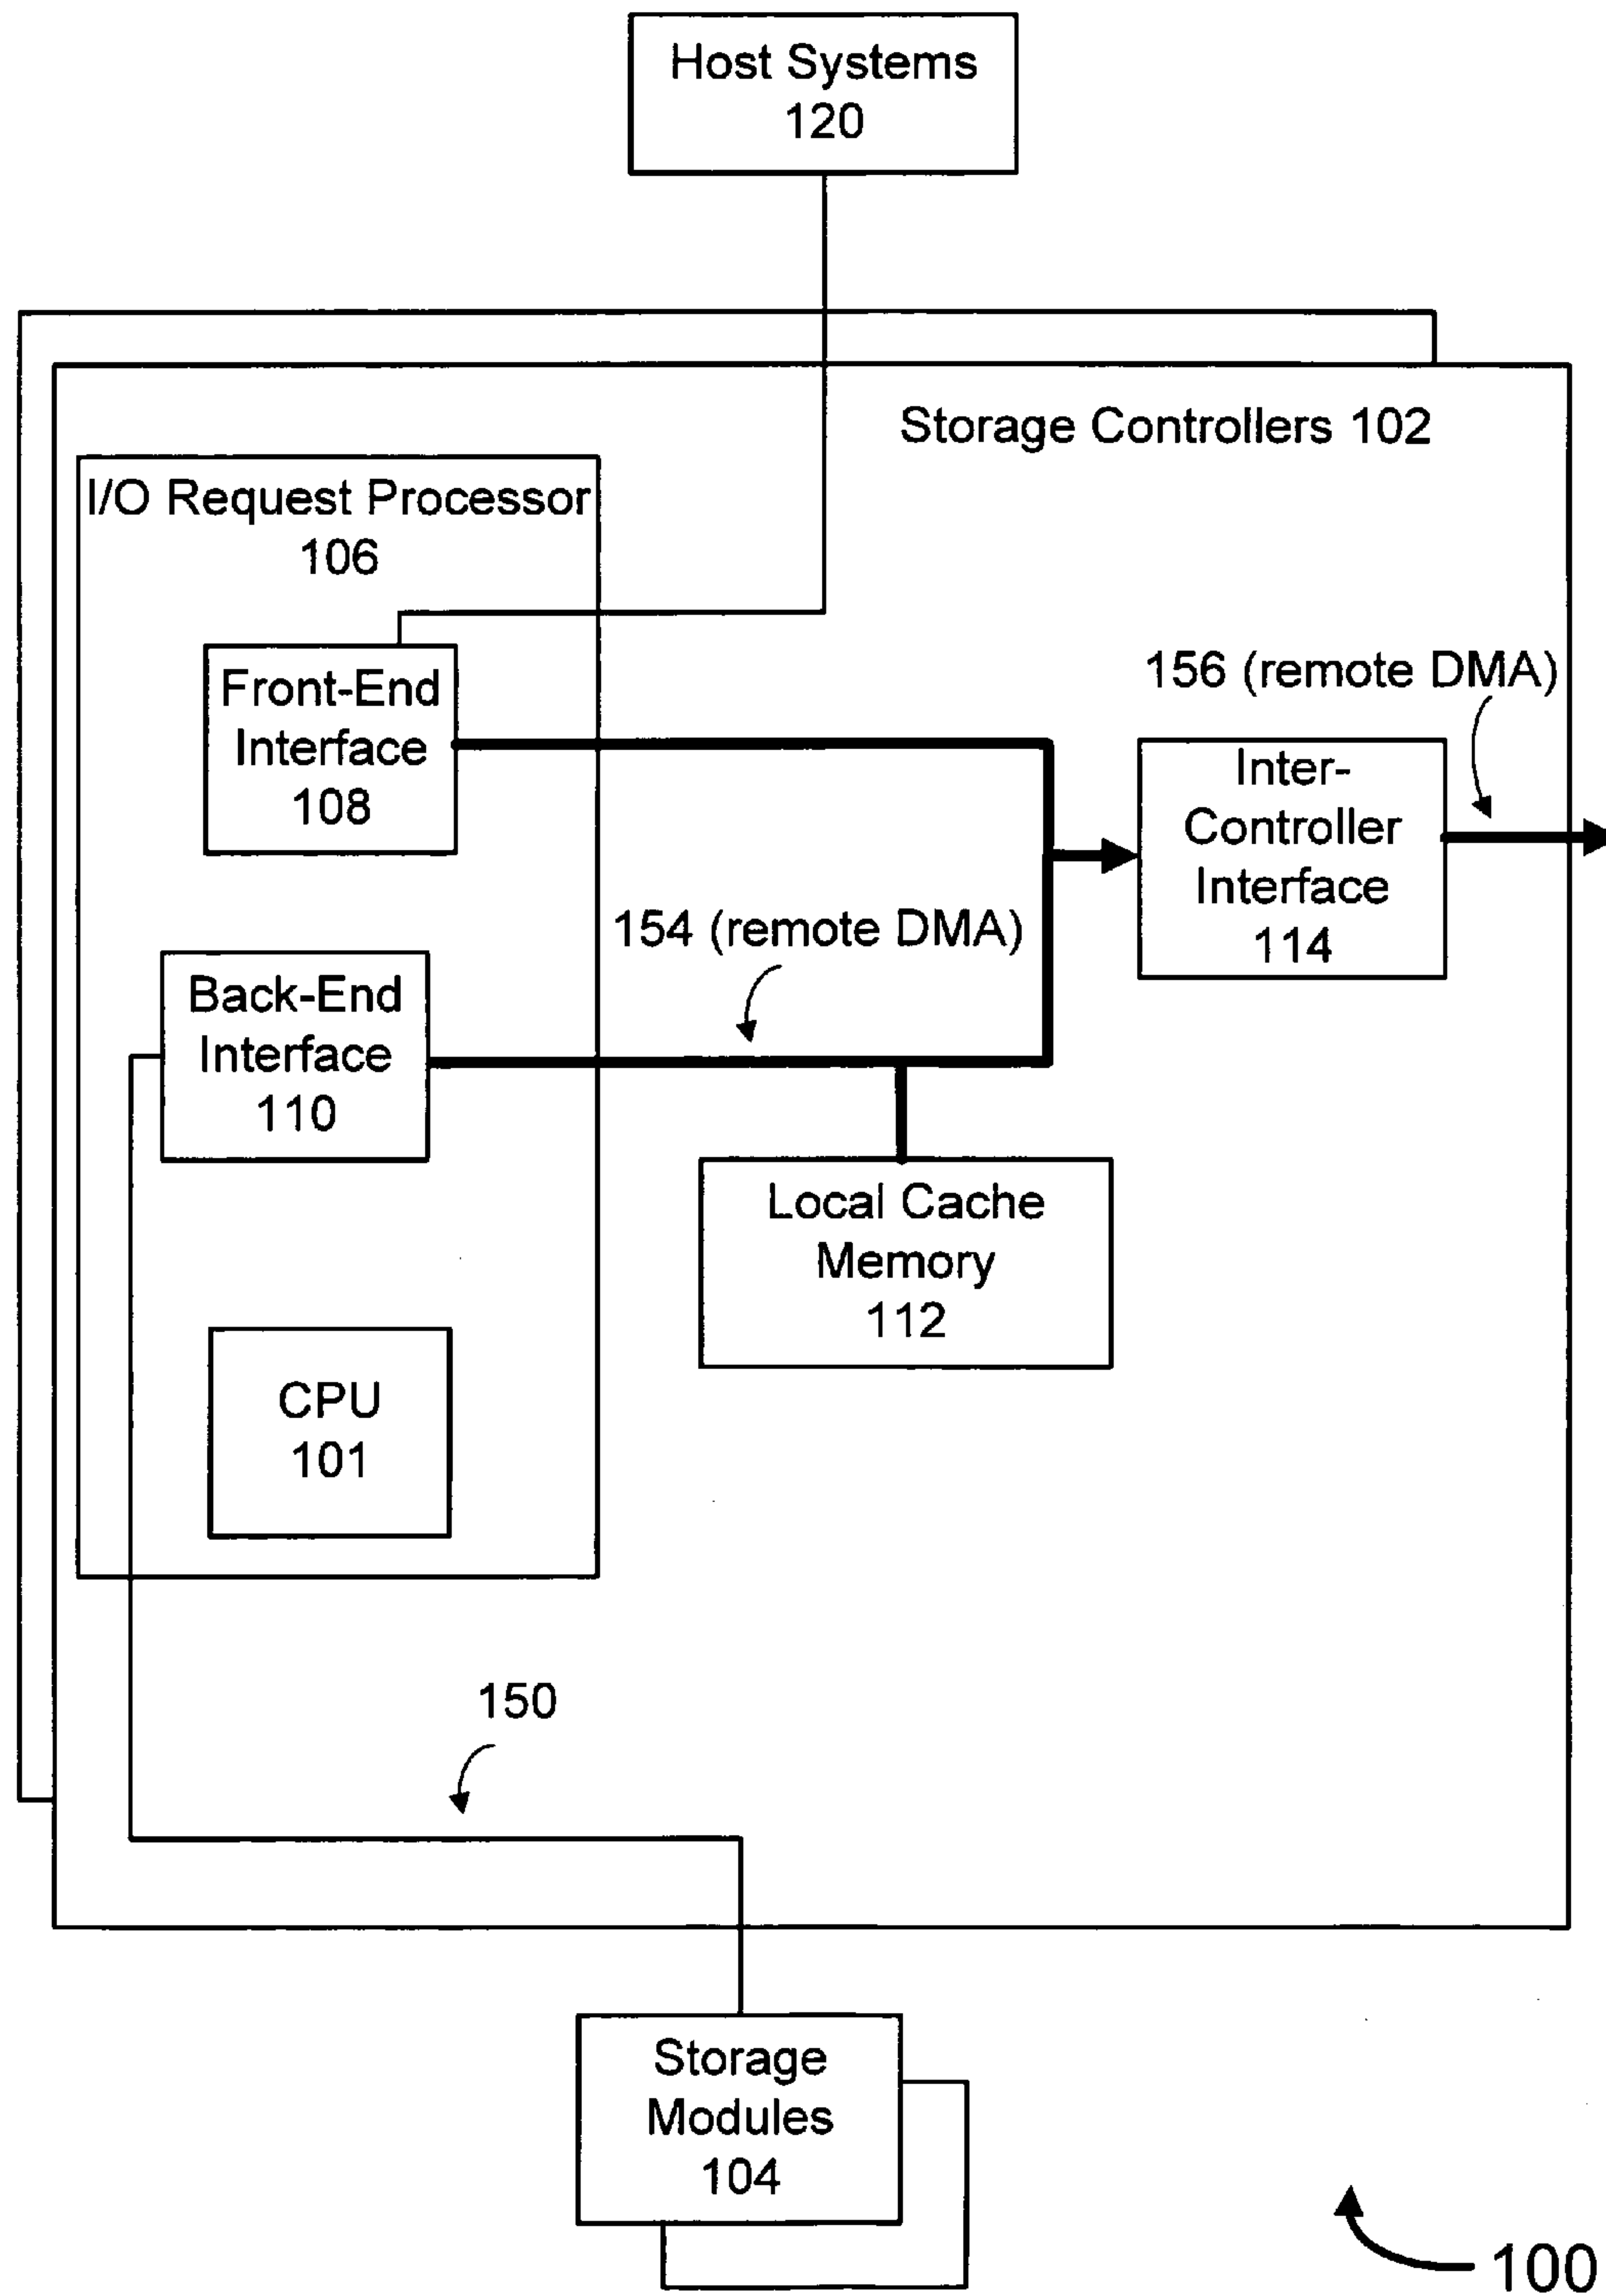 Host Systems
120
Storage Controllers 102
I/O Request Processor
106
Front-End
Interface
108
156 (remote DMA)
Inter-
Controller
Interface
114
154 (remote DMA)
Back-End
Interface
110
Local Cache
Memory
112
CPU
101
150
Storage
Modules
104
100